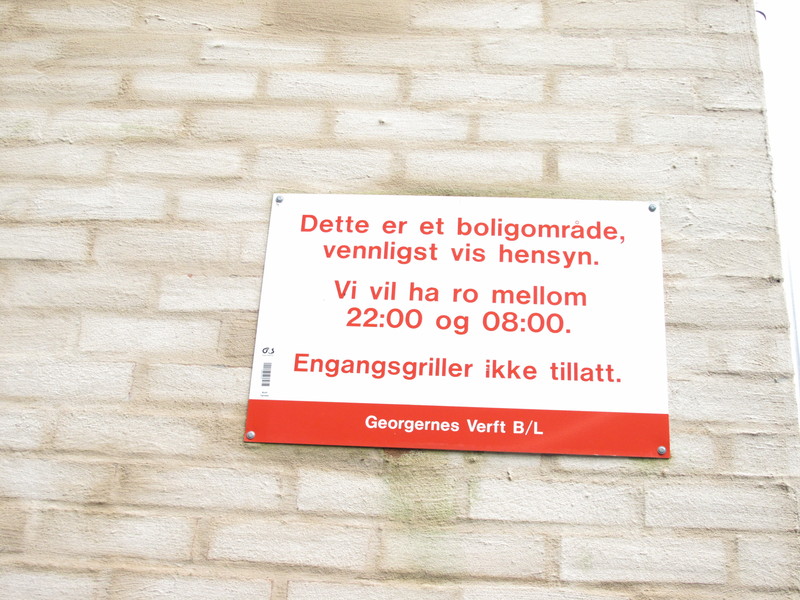 Dette er et boligområde,
vennligst vis hensyn.
Vi vil ha ro mellom
22:00 og 08:00.
Engangsgriller ikke tillatt.
Georgernes Verft B/L